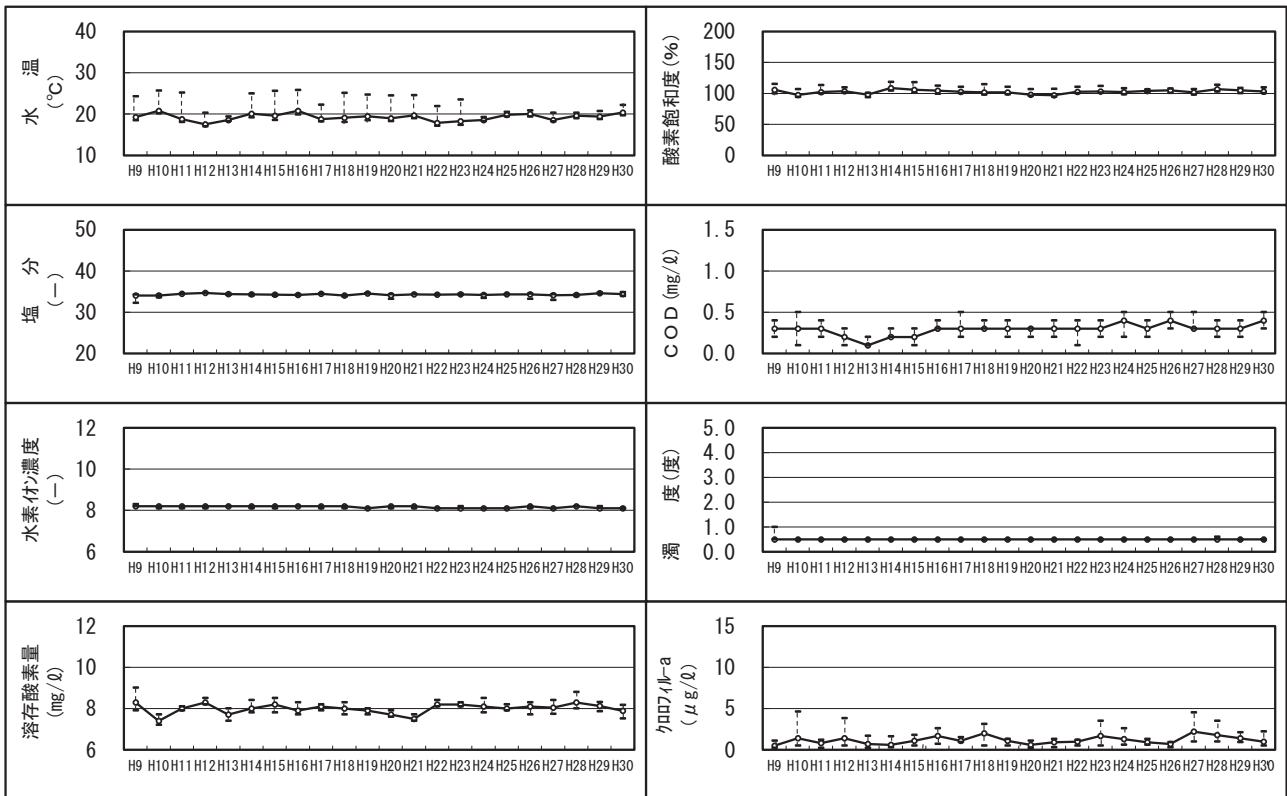 水 温
(℃)
40
30
20
10
H9 H10 H11 H12 H13 H14 H15 H16 H17 H18 H19 H20 H21 H22 H23 H24 H25 H26 H27 H28 H29 H30
酸素飽和度(%)
200
150
100
50
0
H9 H10 H11 H12 H13 H14 H15 H16 H17 H18 H19 H20 H21 H22 H23 H24 H25 H26 H27 H28 H29 H30
塩 分
(ー)
50
40
30
20
H9 H10 H11 H12 H13 H14 H15 H16 H17 H18 H19 H20 H21 H22 H23 H24 H25 H26 H27 H28 H29 H30
COD(mg/ℓ)
1.5
1.0
0.5
0.0
H9 H10 H11 H12 H13 H14 H15 H16 H17 H18 H19 H20 H21 H22 H23 H24 H25 H26 H27 H28 H29 H30
水素イオン濃度
(ー)
12
10
8
6
H9 H10 H11 H12 H13 H14 H15 H16 H17 H18 H19 H20 H21 H22 H23 H24 H25 H26 H27 H28 H29 H30
濁 度(度)
5.0
4.0
3.0
2.0
1.0
0.0
H9 H10 H11 H12 H13 H14 H15 H16 H17 H18 H19 H20 H21 H22 H23 H24 H25 H26 H27 H28 H29 H30
溶存酸素量
(mg/ℓ)
12
10
8
6
H9 H10 H11 H12 H13 H14 H15 H16 H17 H18 H19 H20 H21 H22 H23 H24 H25 H26 H27 H28 H29 H30
クロロフィル-a
(μg/ℓ)
15
10
5
0
H9 H10 H11 H12 H13 H14 H15 H16 H17 H18 H19 H20 H21 H22 H23 H24 H25 H26 H27 H28 H29 H30